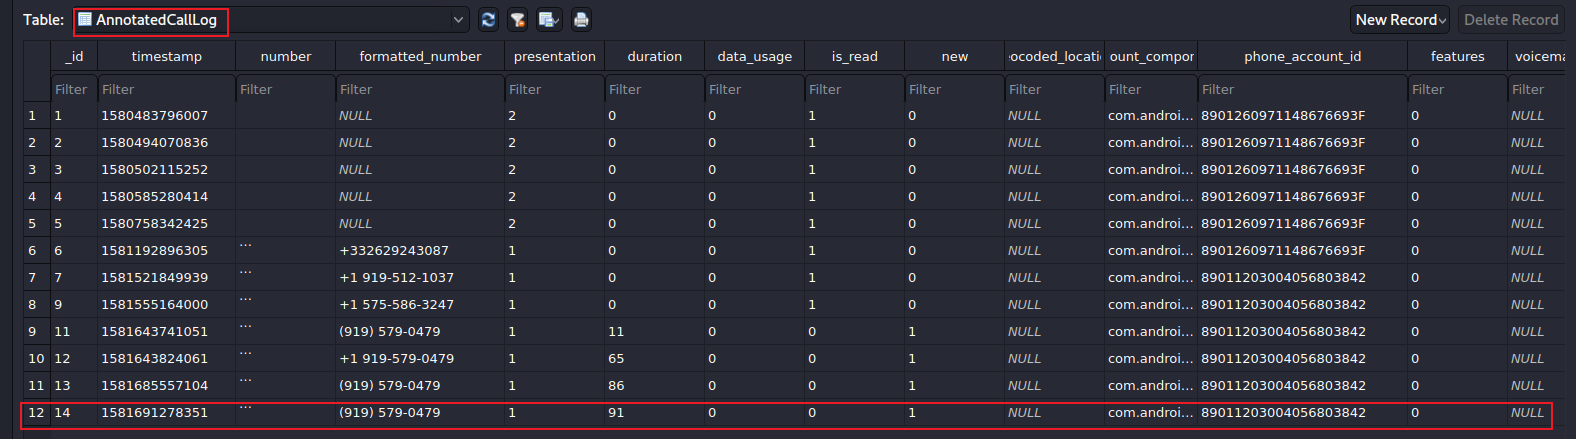 Table: AnnotatedCallLog New Record Delete Record
_id timestamp number formatted_number presentation duration data_usage is_read new ocoded_locati ount_compor phone_account_id features voicema
Filter Filter Filter Filter Filter Filter Filter Filter Filter Filter Filter Filter Filter Filter
1 1 1580483796007 NULL 2 0 0 1 0 NULL com.androi... 8901260971148676693F 0 NULL
2 2 1580494070836 NULL 2 0 0 1 0 NULL com.androi... 8901260971148676693F 0 NULL
3 3 1580502115252 NULL 2 0 0 1 0 NULL com.androi... 8901260971148676693F 0 NULL
4 4 1580585280414 NULL 2 0 0 1 0 NULL com.androi... 8901260971148676693F 0 NULL
5 5 1580758342425 NULL 2 0 0 1 0 NULL com.androi... 8901260971148676693F 0 NULL
6 6 1581192896305 ... +332629243087 1 0 0 1 0 NULL com.androi... 8901260971148676693F 0 NULL
7 7 1581521849939 ... +1 919-512-1037 1 0 0 1 0 NULL com.androi... 89011203004056803842 0 NULL
8 9 1581555164000 ... +1 575-586-3247 1 0 0 1 0 NULL com.androi... 89011203004056803842 0 NULL
9 11 1581643741051 ... (919) 579-0479 1 11 0 0 1 NULL com.androi... 89011203004056803842 0 NULL
10 12 1581643824061 ... +1 919-579-0479 1 65 0 0 1 NULL com.androi... 89011203004056803842 0 NULL
11 13 1581685557104 ... (919) 579-0479 1 86 0 0 1 NULL com.androi... 89011203004056803842 0 NULL
12 14 1581691278351 ... (919) 579-0479 1 91 0 0 1 NULL com.androi... 89011203004056803842 0 NULL